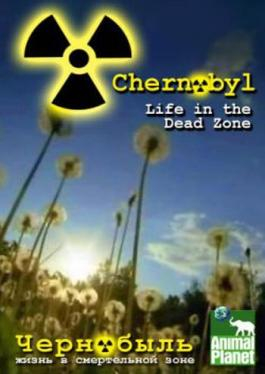 Chernobyl
Life in the
Dead Zone
Чернобыль
жизнь в смертельной зоне
Animal
Planet